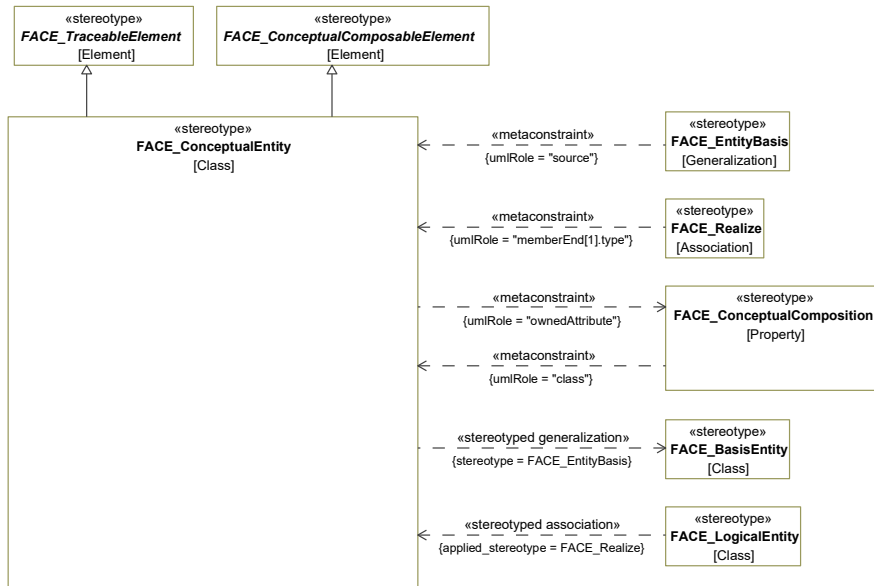 «stereotype»
FACE_TraceableElement
[Element]
«stereotype»
FACE_ConceptualComposableElement
[Element]
«stereotype»
FACE_ConceptualEntity
[Class]
«metaconstraint»
{umlRole = "source"}
«stereotype»
FACE_EntityBasis
[Generalization]
«metaconstraint»
{umlRole = "memberEnd[1].type"}
«stereotype»
FACE_Realize
[Association]
«metaconstraint»
{umlRole = "ownedAttribute"}
«metaconstraint»
{umlRole = "class"}
«stereotype»
FACE_ConceptualComposition
[Property]
«stereotyped generalization»
{stereotype = FACE_EntityBasis}
«stereotype»
FACE_BasisEntity
[Class]
«stereotyped association»
{applied_stereotype = FACE_Realize}
«stereotype»
FACE_LogicalEntity
[Class]